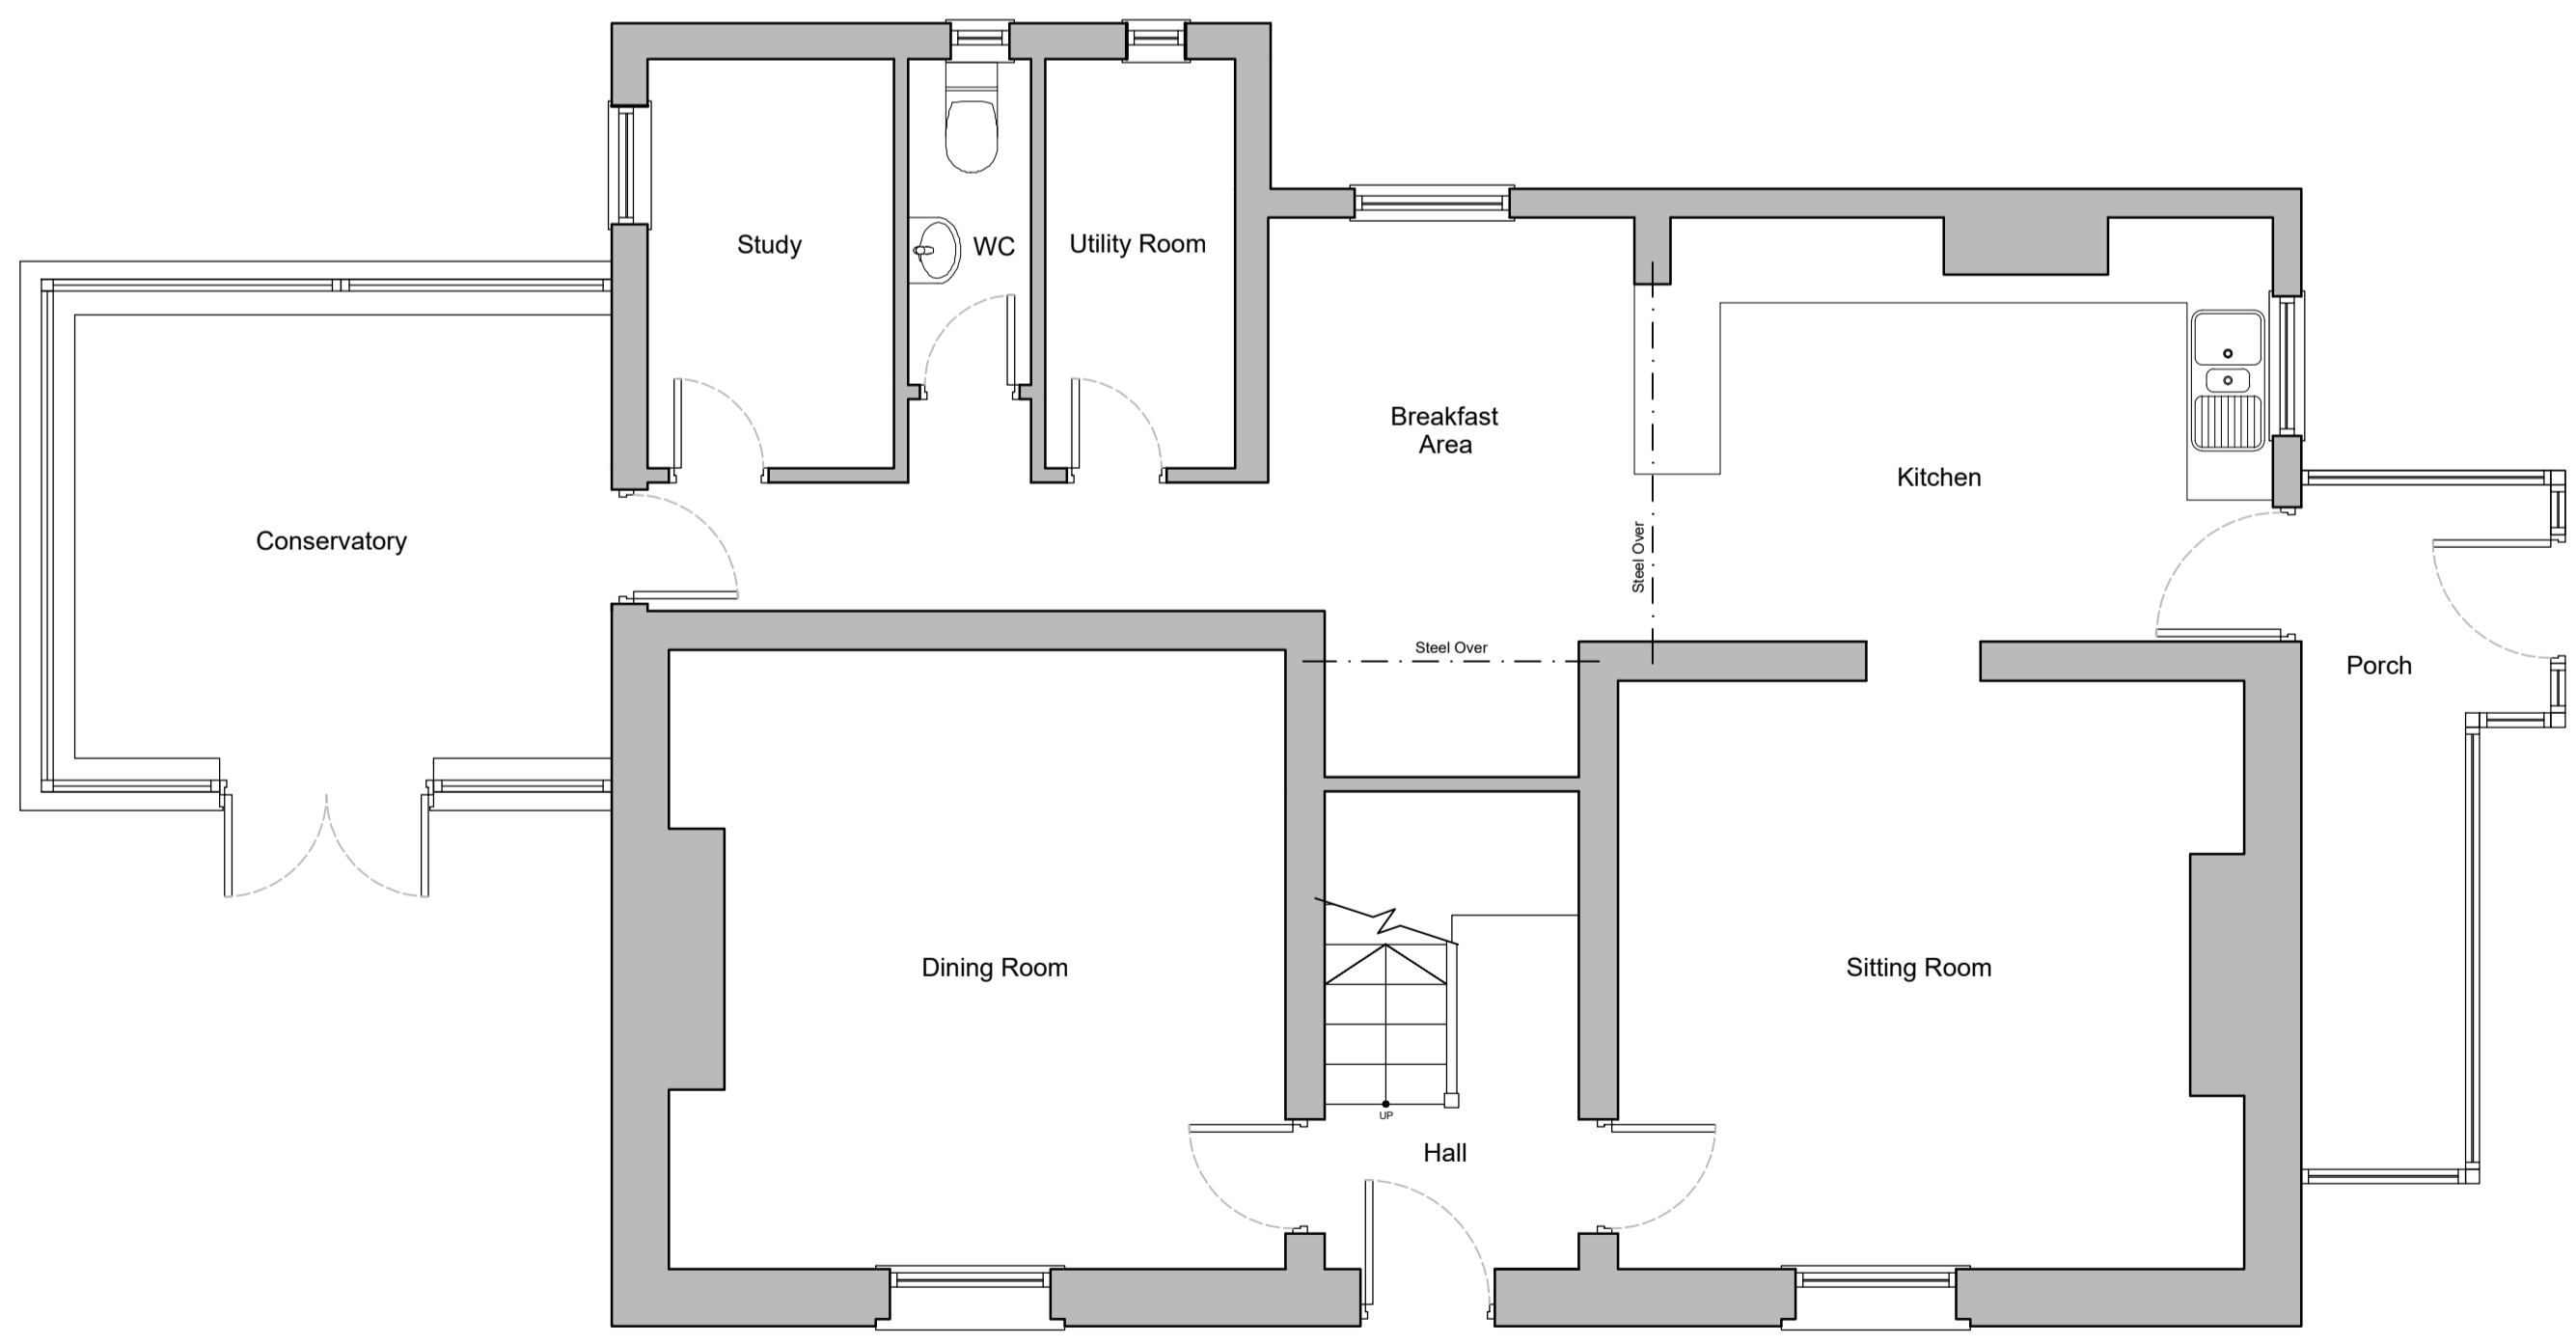 Study
WC
Utility Room
Breakfast
Area
Kitchen
Conservatory
Steel Over
Steel Over
Porch
Dining Room
Sitting Room
UP
Hall